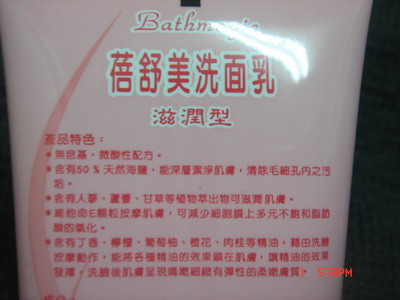 Bathmagic
蓓舒美洗面乳
滋潤型
產品特色：
★無皂基，微酸性配方。
★含有50％天然海鹽，能深層潔淨肌膚，清除毛細孔內之污
垢。
★含有人蔘、蘆薈、甘草等植物萃出物可滋潤肌膚。
★維他命E顆粒按摩肌膚，可減少細胞膜上多元不飽和脂肪
酸的氧化。
★含有丁香、檸檬、葡萄柚、橙花、肉桂等精油，藉由洗臉
按摩動作，能將各種精油的效果鎖在肌膚，讓精油的效果
發揮，洗臉後肌膚呈現嬌嫩細緻有彈性的柔嫩膚質